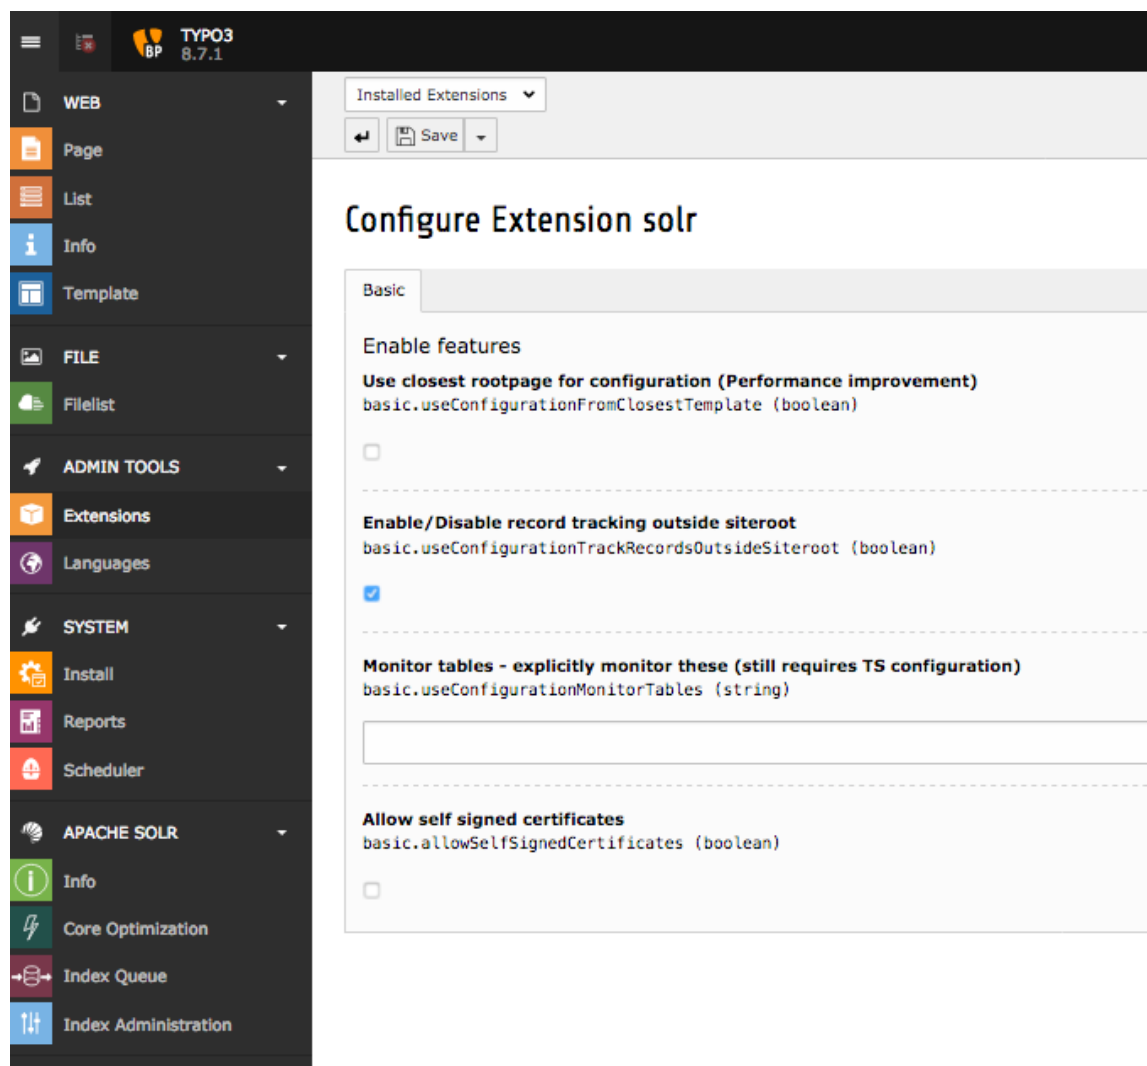 BP
TYPO3
8.7.1
WEB
Page
List
Info
Template
FILE
Filelist
ADMIN TOOLS
Extensions
Languages
SYSTEM
Install
Reports
Scheduler
APACHE SOLR
Info
Core Optimization
Index Queue
Index Administration
Installed Extensions
Save
Configure Extension solr
Basic
Enable features
Use closest rootpage for configuration (Performance improvement)
basic.useConfigurationFromClosestTemplate (boolean)
Enable/Disable record tracking outside siteroot
basic.useConfigurationTrackRecordsOutsideSiteroot (boolean)
Monitor tables - explicitly monitor these (still requires TS configuration)
basic.useConfigurationMonitorTables (string)
Allow self signed certificates
basic.allowSelfSignedCertificates (boolean)